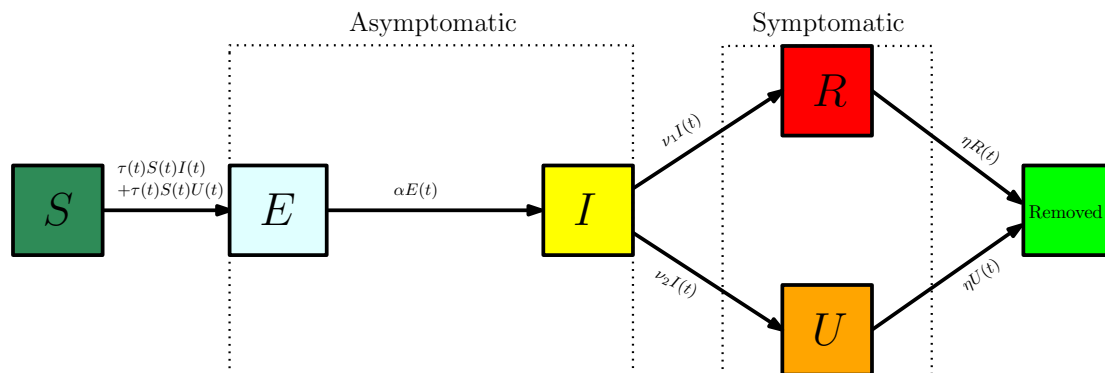 Asymptomatic
Symptomatic
R
ν₁I(t)
ηR(t)
τ(t)S(t)I(t)
+τ(t)S(t)U(t)
αE(t)
S
E
I
Removed
ν₂I(t)
ηU(t)
U